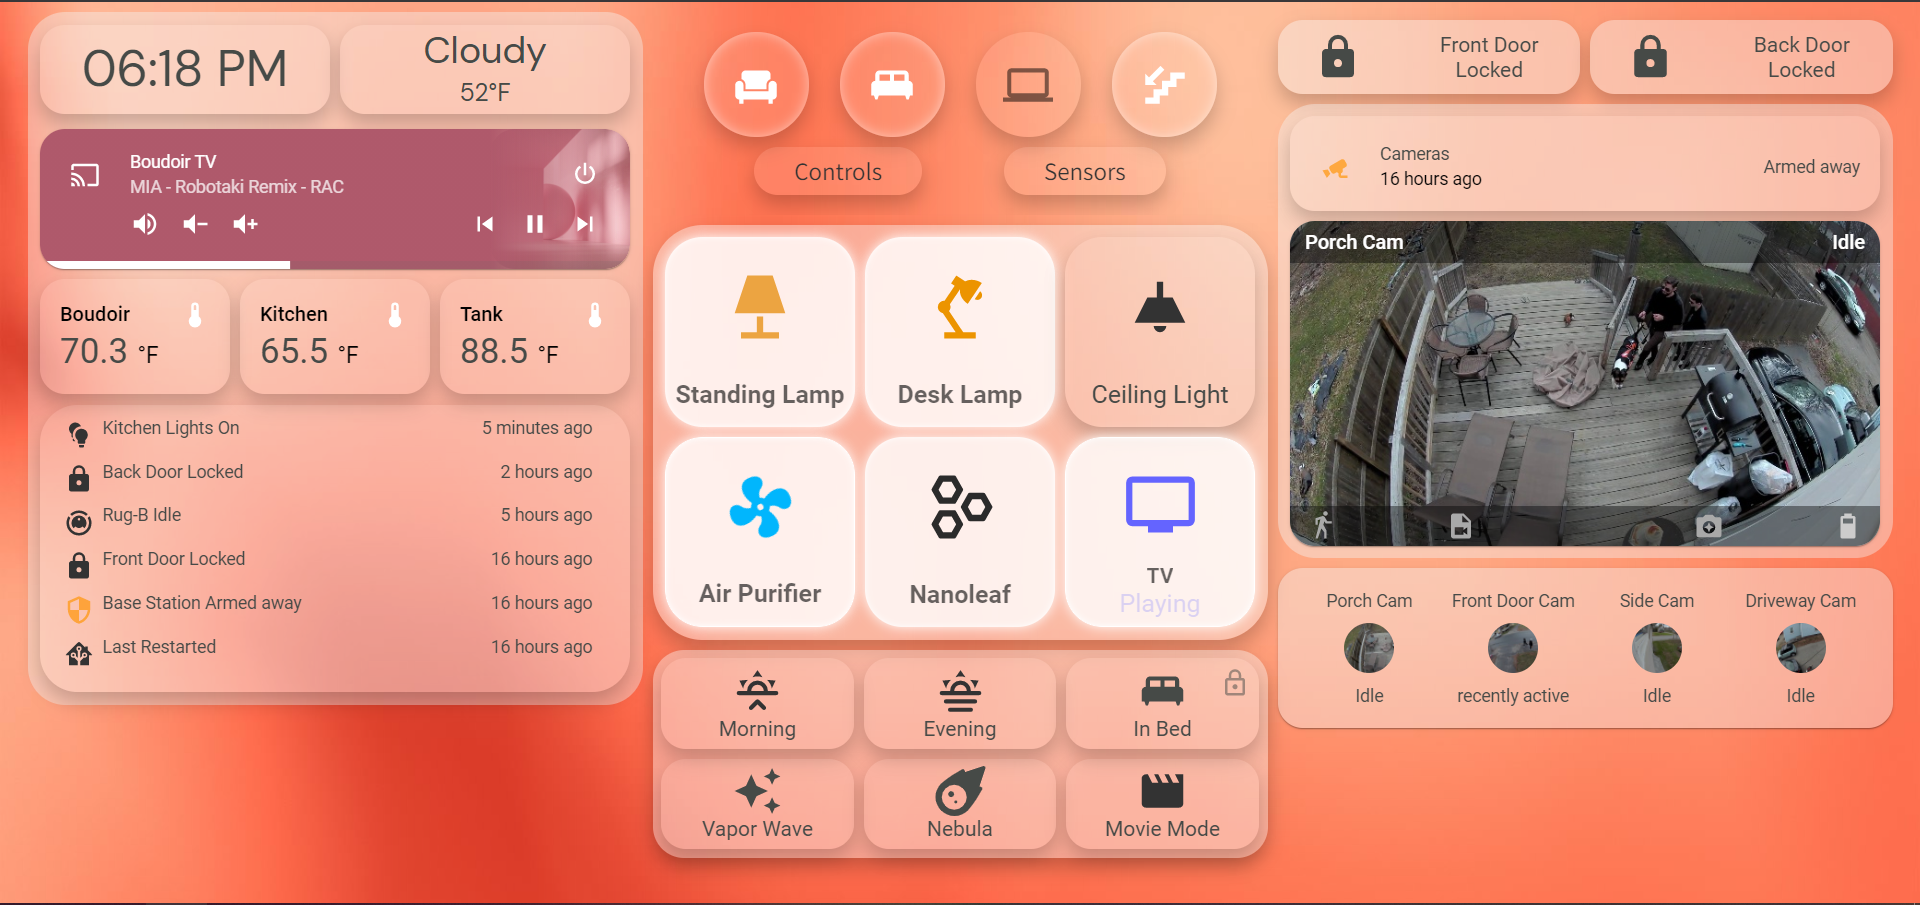 06:18 PM
Cloudy
52°F
Boudoir TV
MIA - Robotaki Remix - RAC
Boudoir
70.3 °F
Kitchen
65.5 °F
Tank
88.5 °F
Kitchen Lights On 5 minutes ago
Back Door Locked 2 hours ago
Rug-B Idle 5 hours ago
Front Door Locked 16 hours ago
Base Station Armed away 16 hours ago
Last Restarted 16 hours ago
Controls
Sensors
Standing Lamp
Desk Lamp
Ceiling Light
Air Purifier
Nanoleaf
TV
Playing
Morning
Evening
In Bed
Vapor Wave
Nebula
Movie Mode
Front Door
Locked
Back Door
Locked
Cameras
16 hours ago
Armed away
Porch Cam Idle
Porch Cam
Idle
Front Door Cam
recently active
Side Cam
Idle
Driveway Cam
Idle